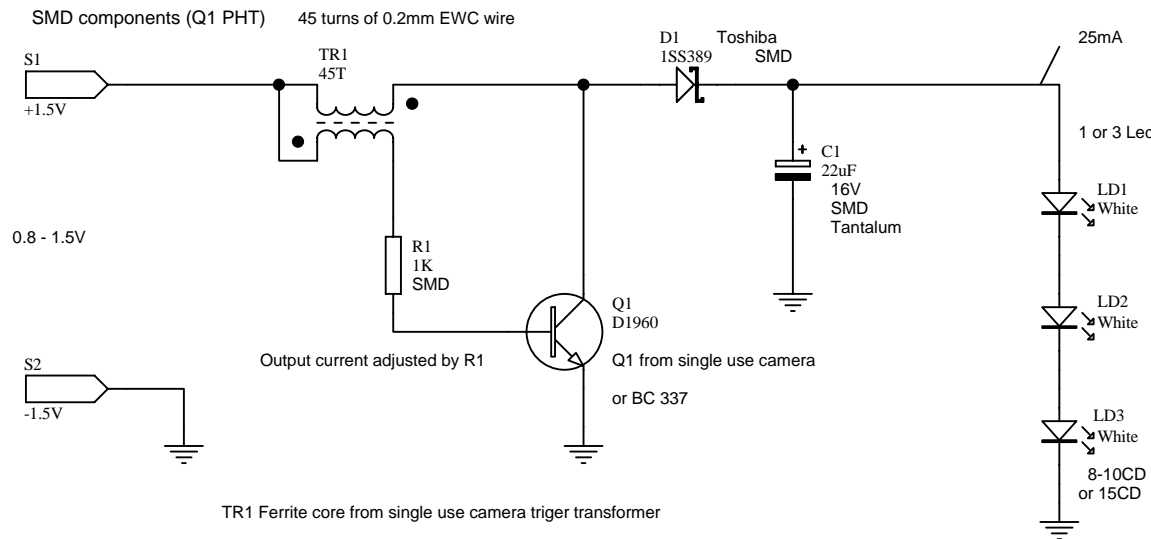 SMD components (Q1 PHT)
45 turns of 0.2mm EWC wire
S1
+1.5V
TR1
45T
D1
1SS389
Toshiba
SMD
25mA
1 or 3 Led
+
C1
22uF
16V
SMD
Tantalum
LD1
White
0.8 - 1.5V
R1
1K
SMD
Q1
D1960
LD2
White
Output current adjusted by R1
Q1 from single use camera
or BC 337
S2
-1.5V
LD3
White
8-10CD
or 15CD
TR1 Ferrite core from single use camera triger transformer